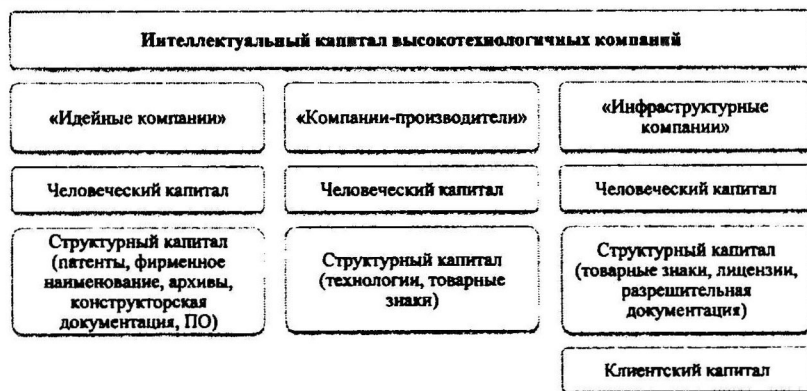 Интеллектуальный капитал высокотехнологичных компаний
«Идейные компании»
«Компании-производители»
«Инфраструктурные
компании»
Человеческий капитал
Человеческий капитал
Человеческий капитал
Структурный капитал
(патенты, фирменное
наименование, архивы,
конструкторская
документация, ПО)
Структурный капитал
(технологии, товарные
знаки)
Структурный капитал
(товарные знаки, лицензии,
разрешительная
документация)
Клиентский капитал